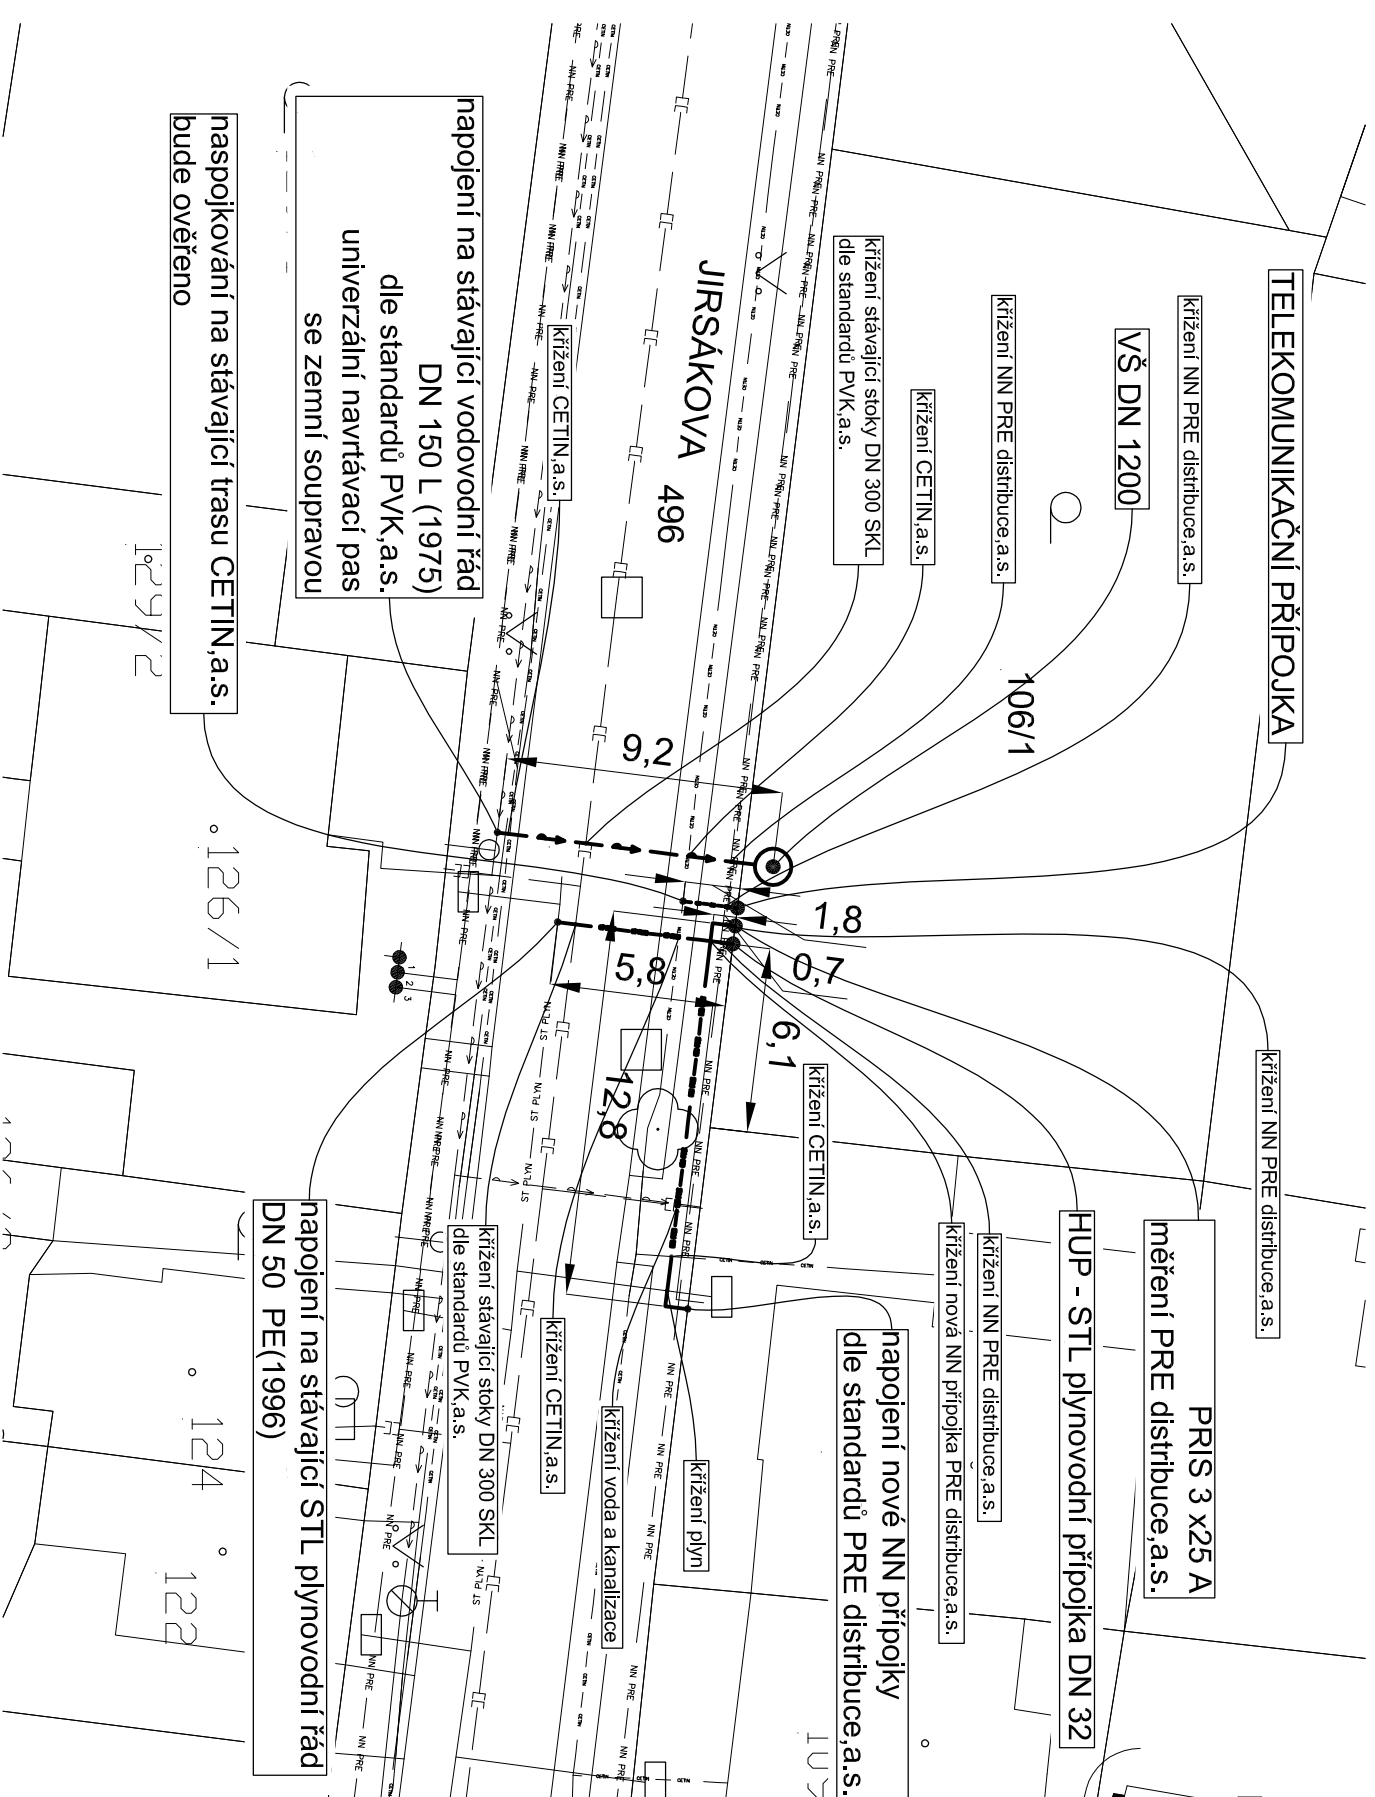 TELEKOMUNIKAČNÍ PŘÍPOJKA
křížení NN PRE distribuce,a.s.
VŠ DN 1200
křížení NN PRE distribuce,a.s.
křížení CETIN,a.s.
křížení stávající stoky DN 300 SKL
dle standardů PVK,a.s.
JIRSÁKOVA
496
106/1
křížení CETIN,a.s.
napojení na stávající vodovodní řád
DN 150 L (1975)
dle standardů PVK,a.s.
univerzální navrtávací pas
se zemní soupravou
naspojkování na stávající trasu CETIN,a.s.
bude ověřeno
9,2
1,8
0,7
5,8
6,1
12,8
126/1
1
2
3
křížení NN PRE distribuce,a.s.
PRIS 3 x25 A
měření PRE distribuce,a.s.
HUP - STL plynovodní přípojka DN 32
křížení NN PRE distribuce,a.s.
křížení nová NN přípojka PRE distribuce,a.s.
napojení nové NN přípojky
dle standardů PRE distribuce,a.s.
křížení CETIN,a.s.
křížení plyn
křížení voda a kanalizace
křížení CETIN,a.s.
křížení stávající stoky DN 300 SKL
dle standardů PVK,a.s.
napojení na stávající STL plynovodní řád
DN 50 PE(1996)
124
122
NN PRE
CETIN
ST PLYN